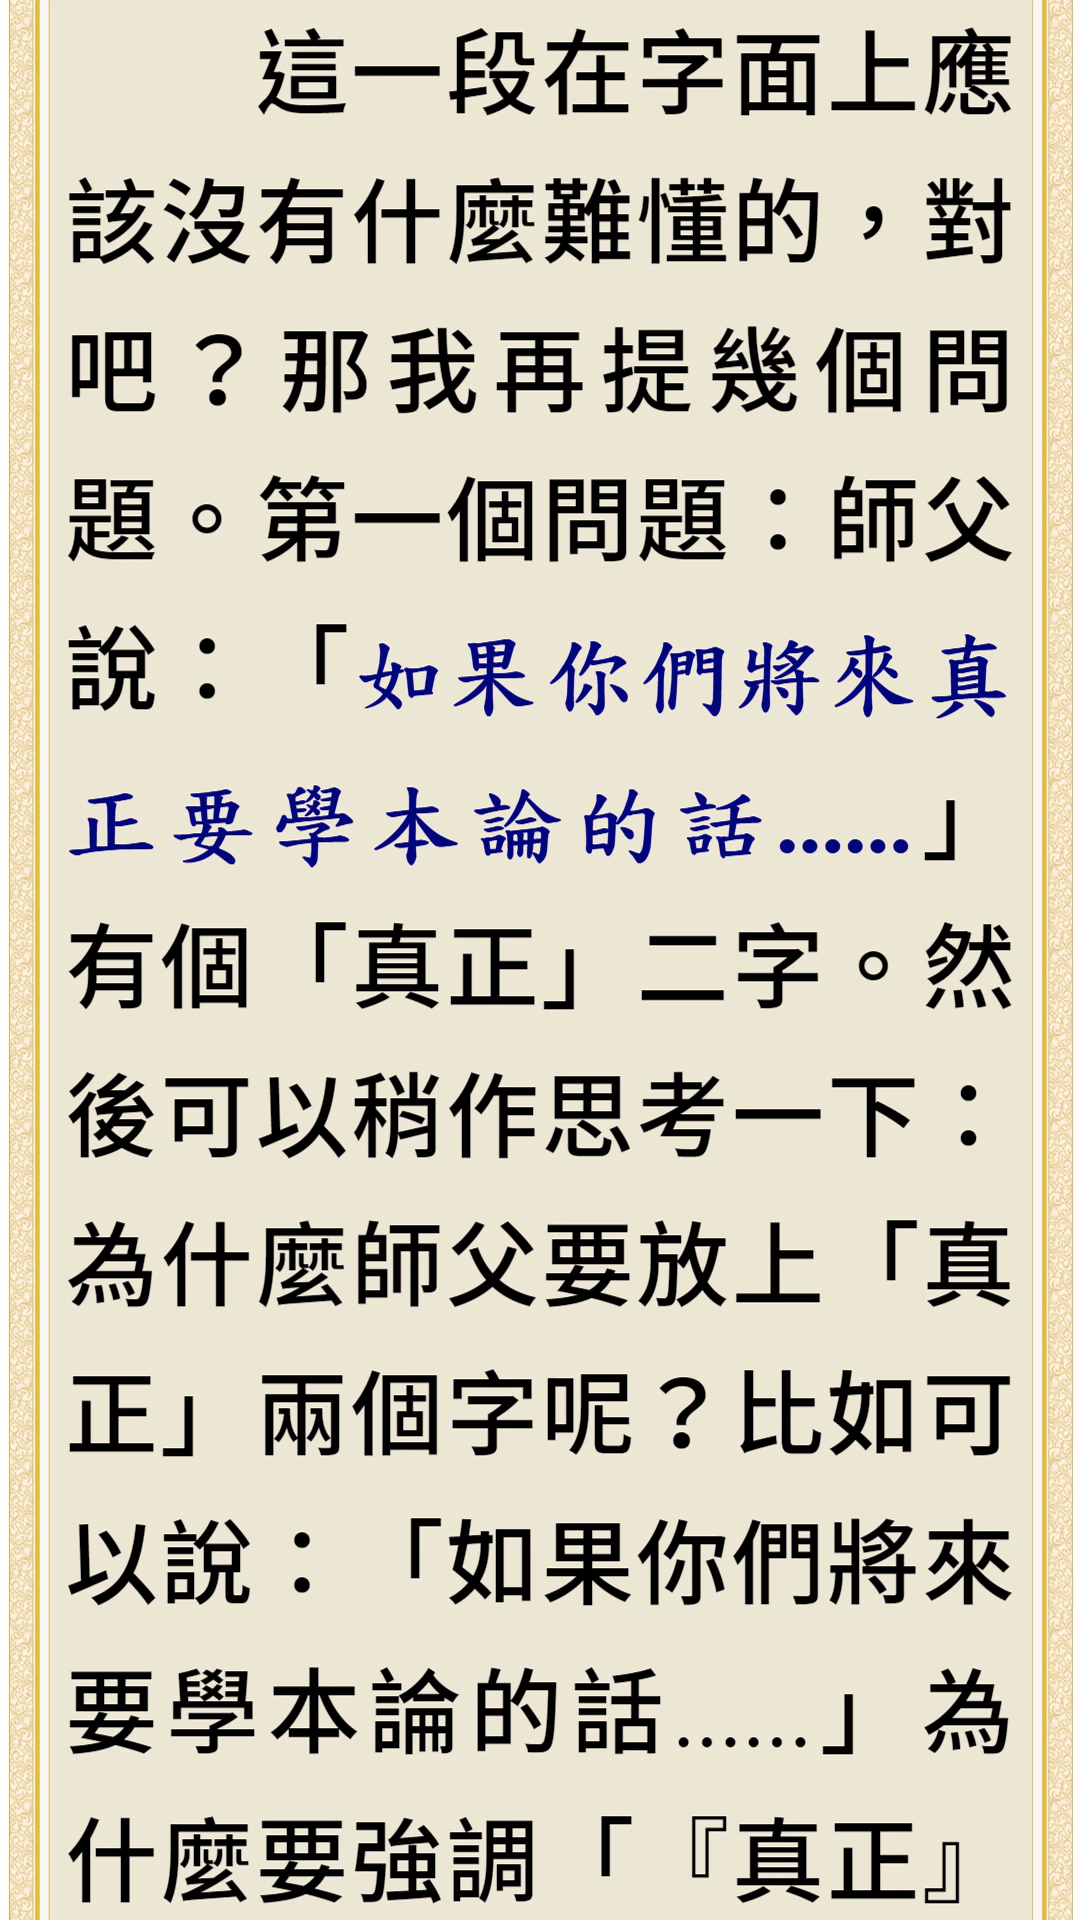 這一段在字面上應
該沒有什麼難懂的，對
吧？那我再提幾個問
題。第一個問題：師父
說：「如果你們將來真
正要學本論的話……」
有個「真正」二字。然
後可以稍作思考一下：
為什麼師父要放上「真
正」兩個字呢？比如可
以說：「如果你們將來
要學本論的話……」為
什麼要強調「『真正』